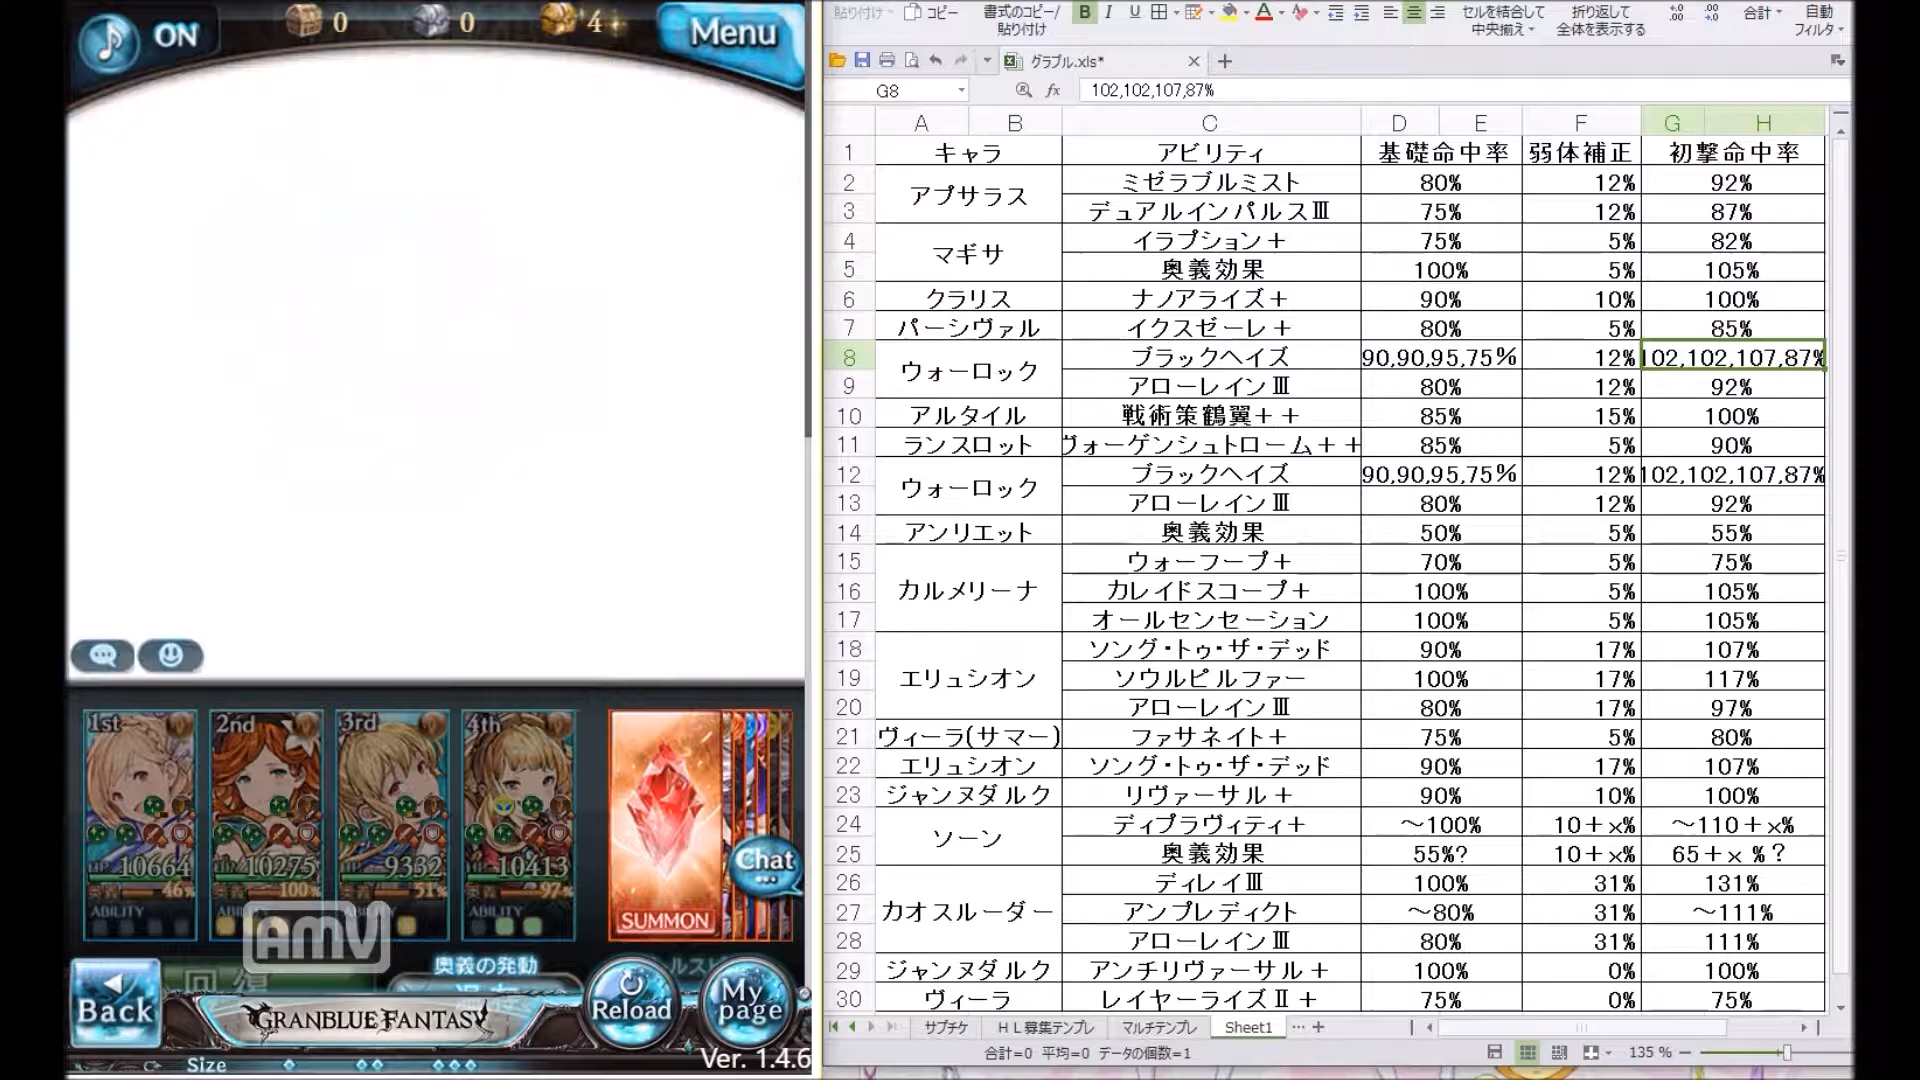 ON 0 0 4 Menu
1st 2nd 3rd 4th
10664 10275 9332 10413
奥義 46% 奥義 100% 奥義 51% 奥義 97%
ABILITY ABILITY ABILITY ABILITY
SUMMON
Chat
AMV
奥義の発動
Back GRANBLUE FANTASY Reload My page
Size
Ver. 1.4.6
貼り付け コピー 書式のコピー/貼り付け B I U セルを結合して中央揃え 折り返して全体を表示する 合計 自動フィルタ
グラブル.xls*
G8 fx 102,102,107,87%
A B C D E F G H
1 キャラ アビリティ 基礎命中率 弱体補正 初撃命中率
2 アプサラス ミゼラブルミスト 80% 12% 92%
3 デュアルインパルスⅢ 75% 12% 87%
4 マギサ イラプション+ 75% 5% 82%
5 奥義効果 100% 5% 105%
6 クラリス ナノアライズ+ 90% 10% 100%
7 パーシヴァル イクスゼーレ+ 80% 5% 85%
8 ウォーロック ブラックヘイズ 90,90,95,75% 12% 102,102,107,87%
9 アローレインⅢ 80% 12% 92%
10 アルタイル 戦術策鶴翼++ 85% 15% 100%
11 ランスロット ヴォーゲンシュトローム++ 85% 5% 90%
12 ウォーロック ブラックヘイズ 90,90,95,75% 12% 102,102,107,87%
13 アローレインⅢ 80% 12% 92%
14 アンリエット 奥義効果 50% 5% 55%
15 カルメリーナ ウォーフープ+ 70% 5% 75%
16 カレイドスコープ+ 100% 5% 105%
17 オールセンセーション 100% 5% 105%
18 エリュシオン ソング・トゥ・ザ・デッド 90% 17% 107%
19 ソウルピルファー 100% 17% 117%
20 アローレインⅢ 80% 17% 97%
21 ヴィーラ(サマー) ファサネイト+ 75% 5% 80%
22 エリュシオン ソング・トゥ・ザ・デッド 90% 17% 107%
23 ジャンヌダルク リヴァーサル+ 90% 10% 100%
24 ソーン ディプラヴィティ+ ~100% 10+x% ~110+x%
25 奥義効果 55%? 10+x% 65+x %?
26 カオスルーダー ディレイⅢ 100% 31% 131%
27 アンプレディクト ~80% 31% ~111%
28 アローレインⅢ 80% 31% 111%
29 ジャンヌダルク アンチリヴァーサル+ 100% 0% 100%
30 ヴィーラ レイヤーライズⅡ+ 75% 0% 75%
サプチケ HL募集テンプレ マルチテンプレ Sheet1 ... +
合計=0 平均=0 データの個数=1 135 %